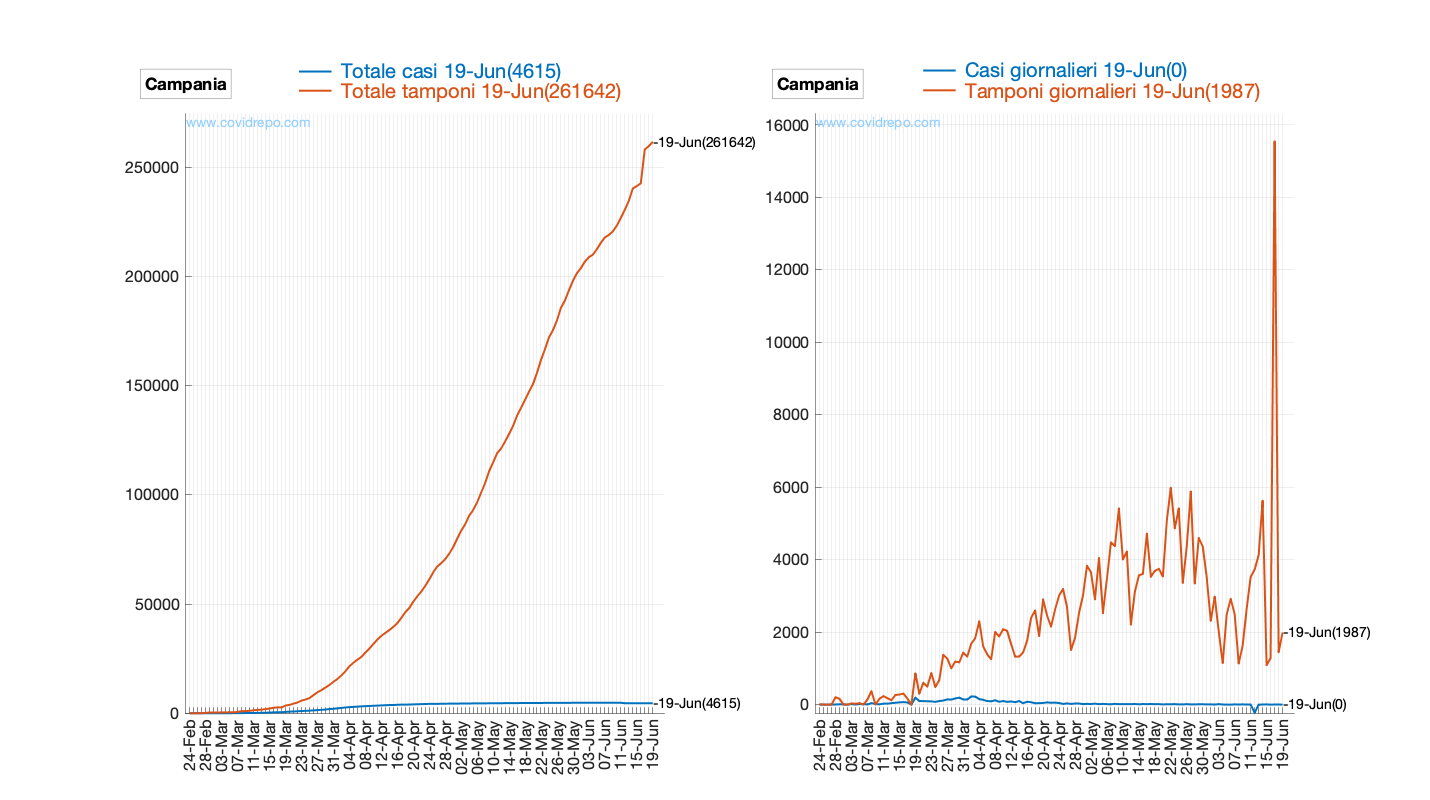 Campania
Totale casi 19-Jun(4615)
Totale tamponi 19-Jun(261642)
www.covidrepo.com
19-Jun(261642)
250000
200000
150000
100000
50000
0
19-Jun(4615)
24-Feb
28-Feb
03-Mar
07-Mar
11-Mar
15-Mar
19-Mar
23-Mar
27-Mar
31-Mar
04-Apr
08-Apr
12-Apr
16-Apr
20-Apr
24-Apr
28-Apr
02-May
06-May
10-May
14-May
18-May
22-May
26-May
30-May
03-Jun
07-Jun
11-Jun
15-Jun
19-Jun
Campania
Casi giornalieri 19-Jun(0)
Tamponi giornalieri 19-Jun(1987)
www.covidrepo.com
16000
14000
12000
10000
8000
6000
4000
2000
0
19-Jun(1987)
19-Jun(0)
24-Feb
28-Feb
03-Mar
07-Mar
11-Mar
15-Mar
19-Mar
23-Mar
27-Mar
31-Mar
04-Apr
08-Apr
12-Apr
16-Apr
20-Apr
24-Apr
28-Apr
02-May
06-May
10-May
14-May
18-May
22-May
26-May
30-May
03-Jun
07-Jun
11-Jun
15-Jun
19-Jun